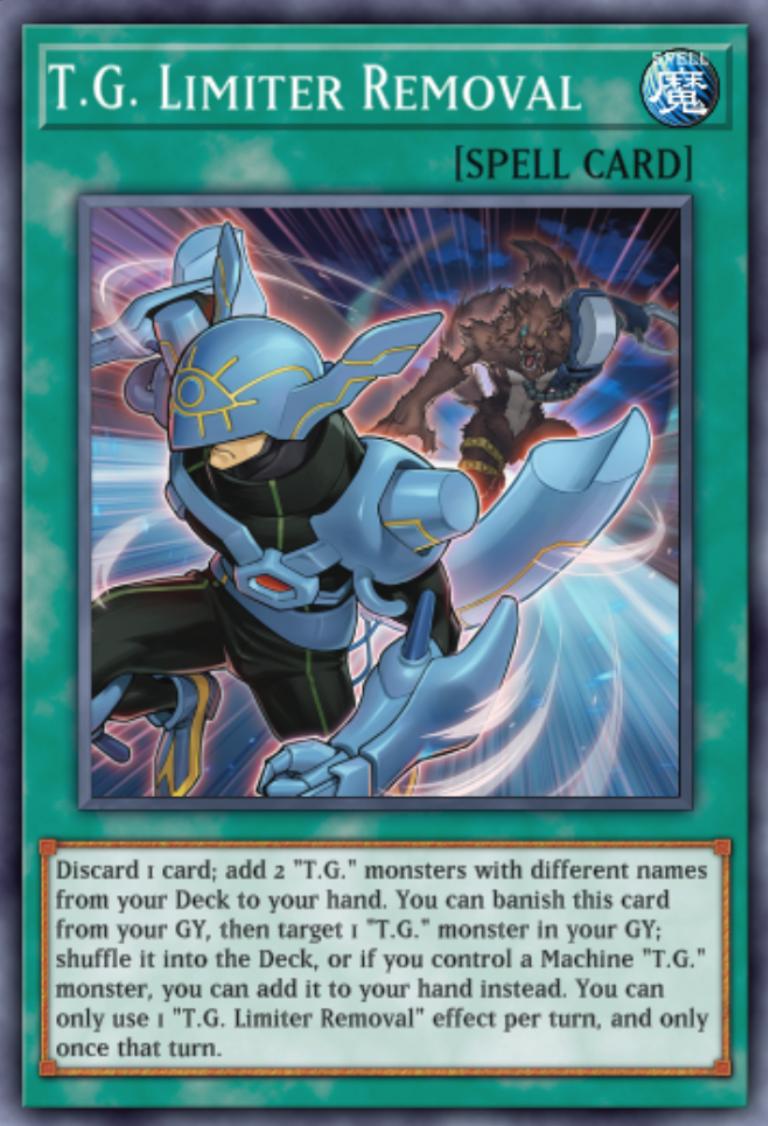 T.G. Limiter Removal
SPELL
魔
[SPELL CARD]
Discard 1 card; add 2 "T.G." monsters with different names
from your Deck to your hand. You can banish this card
from your GY, then target 1 "T.G." monster in your GY;
shuffle it into the Deck, or if you control a Machine "T.G."
monster, you can add it to your hand instead. You can
only use 1 "T.G. Limiter Removal" effect per turn, and only
once that turn.